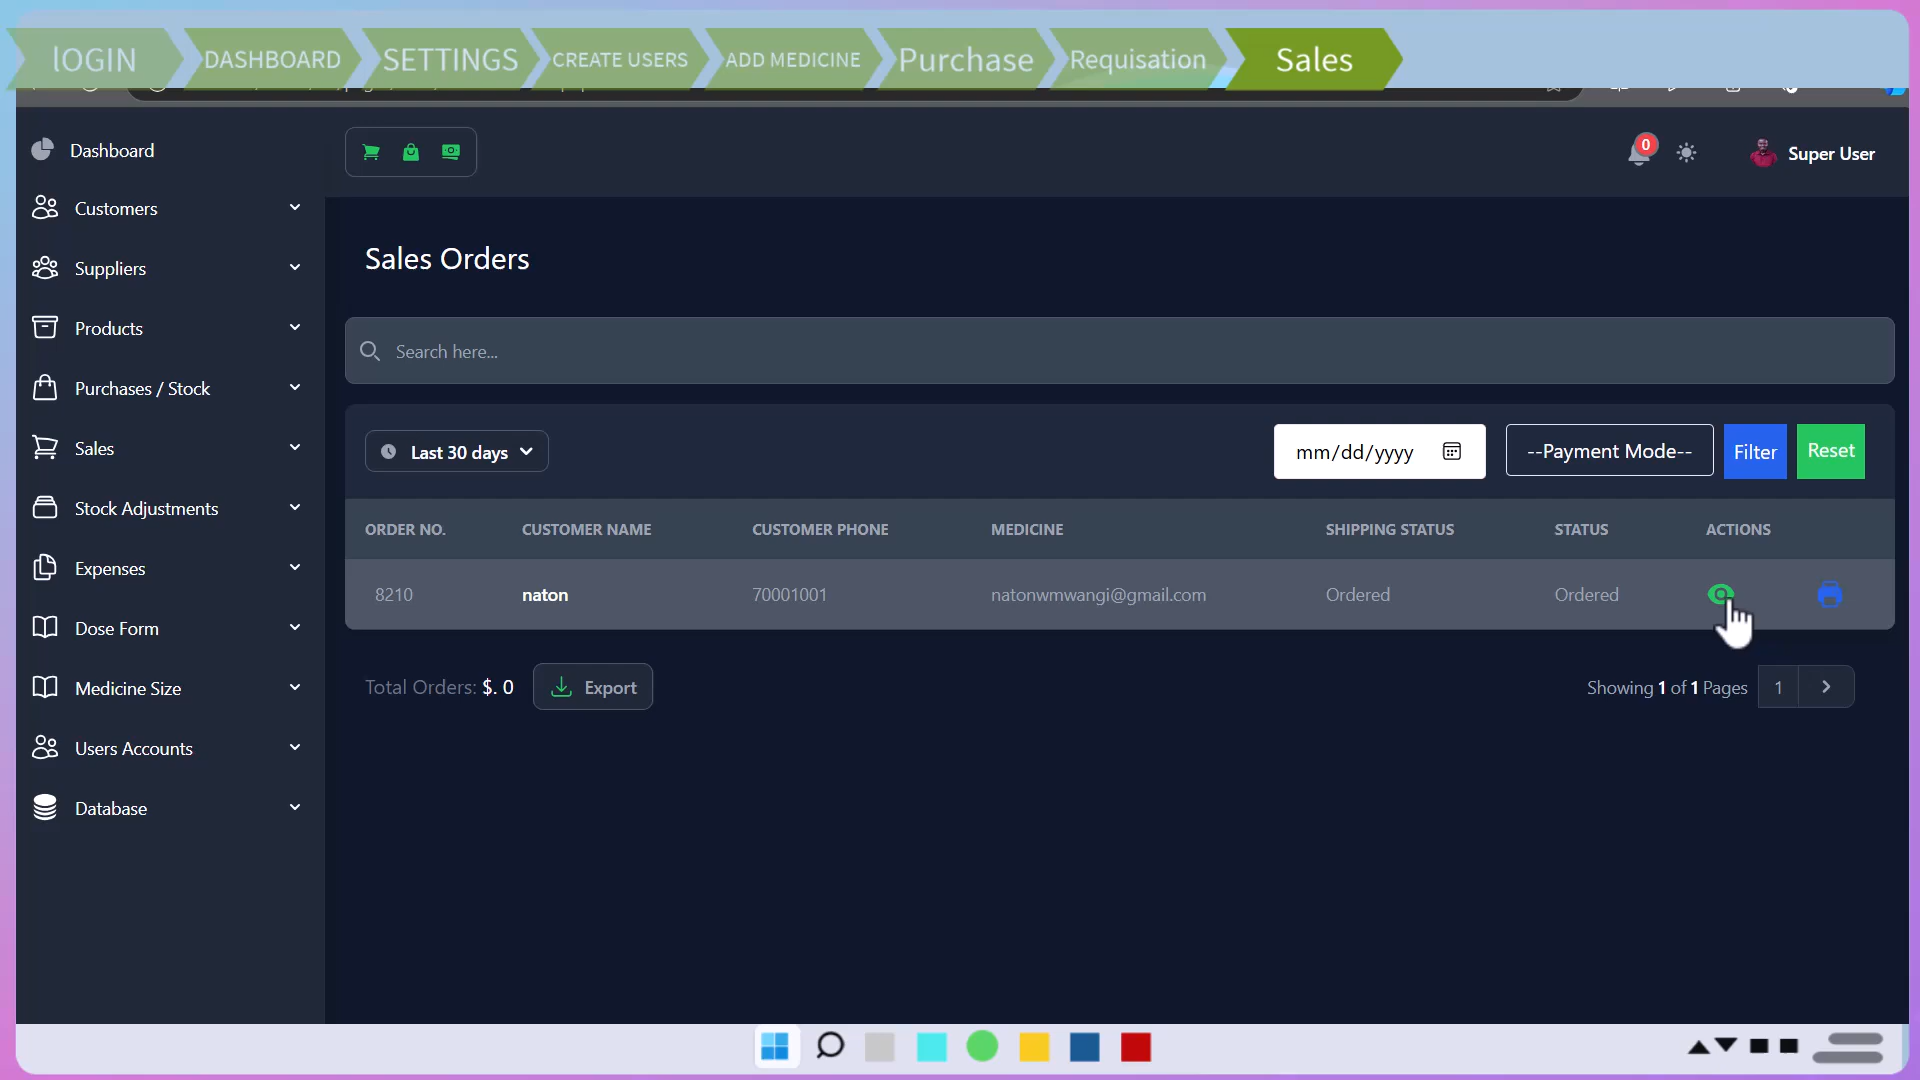 lOGIN DASHBOARD SETTINGS CREATE USERS ADD MEDICINE Purchase Requisation Sales
Dashboard
Customers
Suppliers
Products
Purchases / Stock
Sales
Stock Adjustments
Expenses
Dose Form
Medicine Size
Users Accounts
Database
0
Super User
Sales Orders
Search here...
Last 30 days
mm/dd/yyyy
--Payment Mode--
Filter
Reset
ORDER NO. CUSTOMER NAME CUSTOMER PHONE MEDICINE SHIPPING STATUS STATUS ACTIONS
8210 naton 70001001 natonwmwangi@gmail.com Ordered Ordered
Total Orders: $. 0
Export
Showing 1 of 1 Pages
1